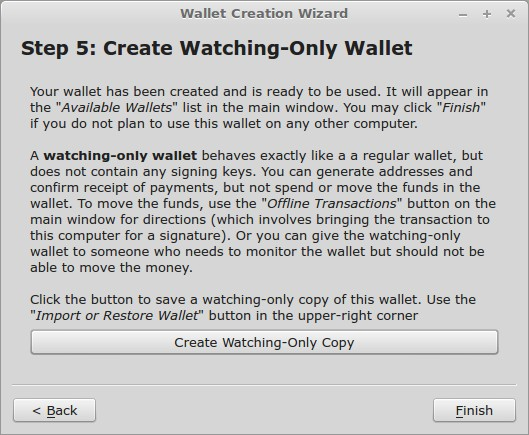 Wallet Creation Wizard
Step 5: Create Watching-Only Wallet
Your wallet has been created and is ready to be used. It will appear in
the "Available Wallets" list in the main window. You may click "Finish"
if you do not plan to use this wallet on any other computer.
A watching-only wallet behaves exactly like a a regular wallet, but
does not contain any signing keys. You can generate addresses and
confirm receipt of payments, but not spend or move the funds in the
wallet. To move the funds, use the "Offline Transactions" button on the
main window for directions (which involves bringing the transaction to
this computer for a signature). Or you can give the watching-only
wallet to someone who needs to monitor the wallet but should not be
able to move the money.
Click the button to save a watching-only copy of this wallet. Use the
"Import or Restore Wallet" button in the upper-right corner
Create Watching-Only Copy
< Back
Finish